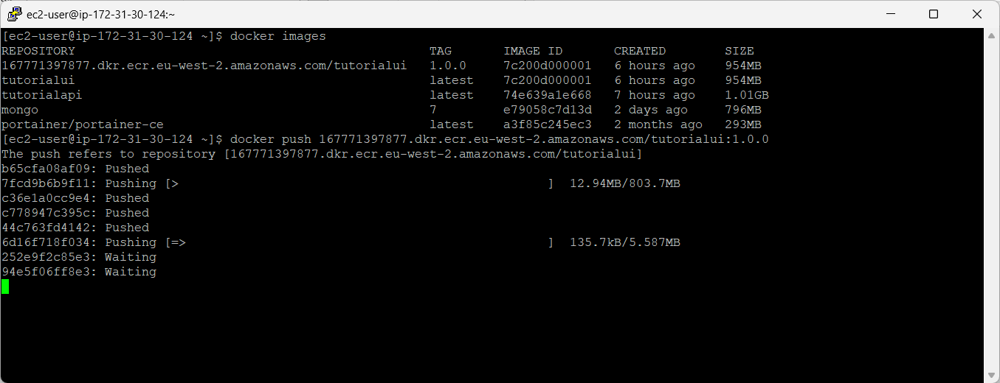 ec2-user@ip-172-31-30-124:~
[ec2-user@ip-172-31-30-124 ~]$ docker images
REPOSITORY TAG IMAGE ID CREATED SIZE
167771397877.dkr.ecr.eu-west-2.amazonaws.com/tutorialui 1.0.0 7c200d000001 6 hours ago 954MB
tutorialui latest 7c200d000001 6 hours ago 954MB
tutorialapi latest 74e639a1e668 7 hours ago 1.01GB
mongo 7 e79058c7d13d 2 days ago 796MB
portainer/portainer-ce latest a3f85c245ec3 2 months ago 293MB
[ec2-user@ip-172-31-30-124 ~]$ docker push 167771397877.dkr.ecr.eu-west-2.amazonaws.com/tutorialui:1.0.0
The push refers to repository [167771397877.dkr.ecr.eu-west-2.amazonaws.com/tutorialui]
b65cfa08af09: Pushed
7fcd9b6b9f11: Pushing [> ] 12.94MB/803.7MB
c36e1a0cc9e4: Pushed
c778947c395c: Pushed
44c763fd4142: Pushed
6d16f718f034: Pushing [=> ] 135.7kB/5.587MB
252e9f2c85e3: Waiting
94e5f06ff8e3: Waiting